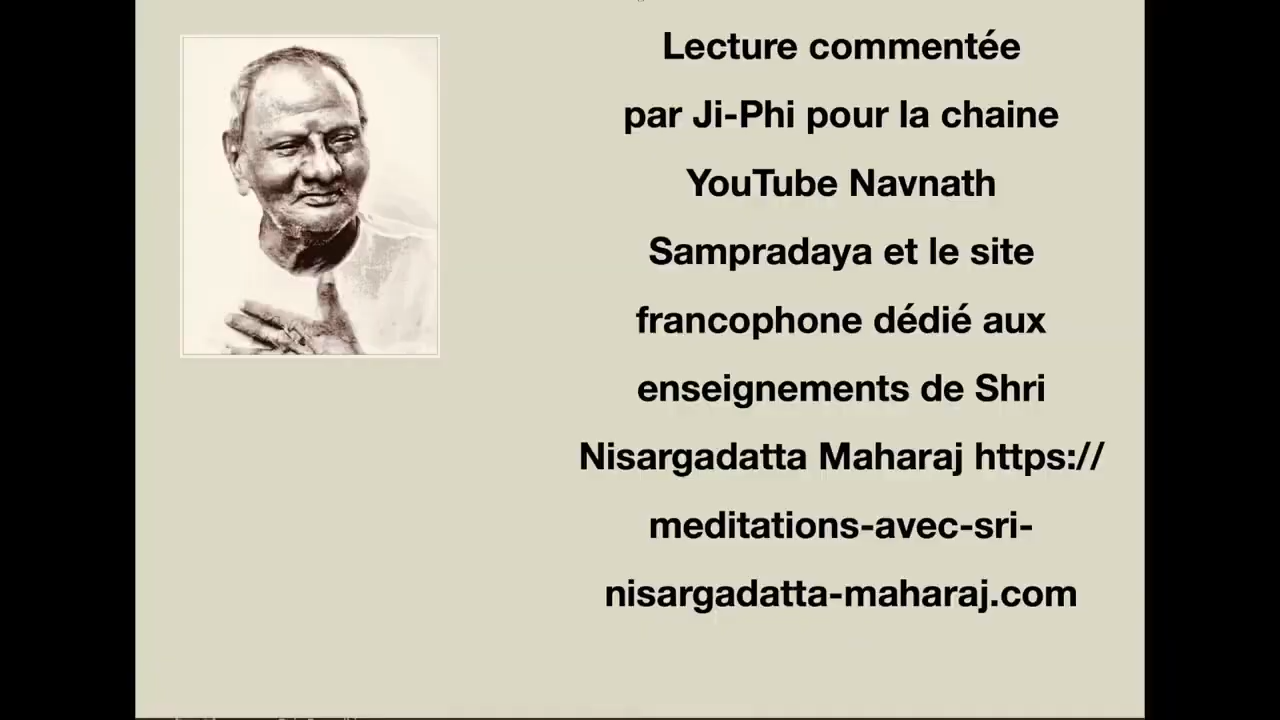 Lecture commentée
par Ji-Phi pour la chaine
YouTube Navnath
Sampradaya et le site
francophone dédié aux
enseignements de Shri
Nisargadatta Maharaj https://
meditations-avec-sri-
nisargadatta-maharaj.com